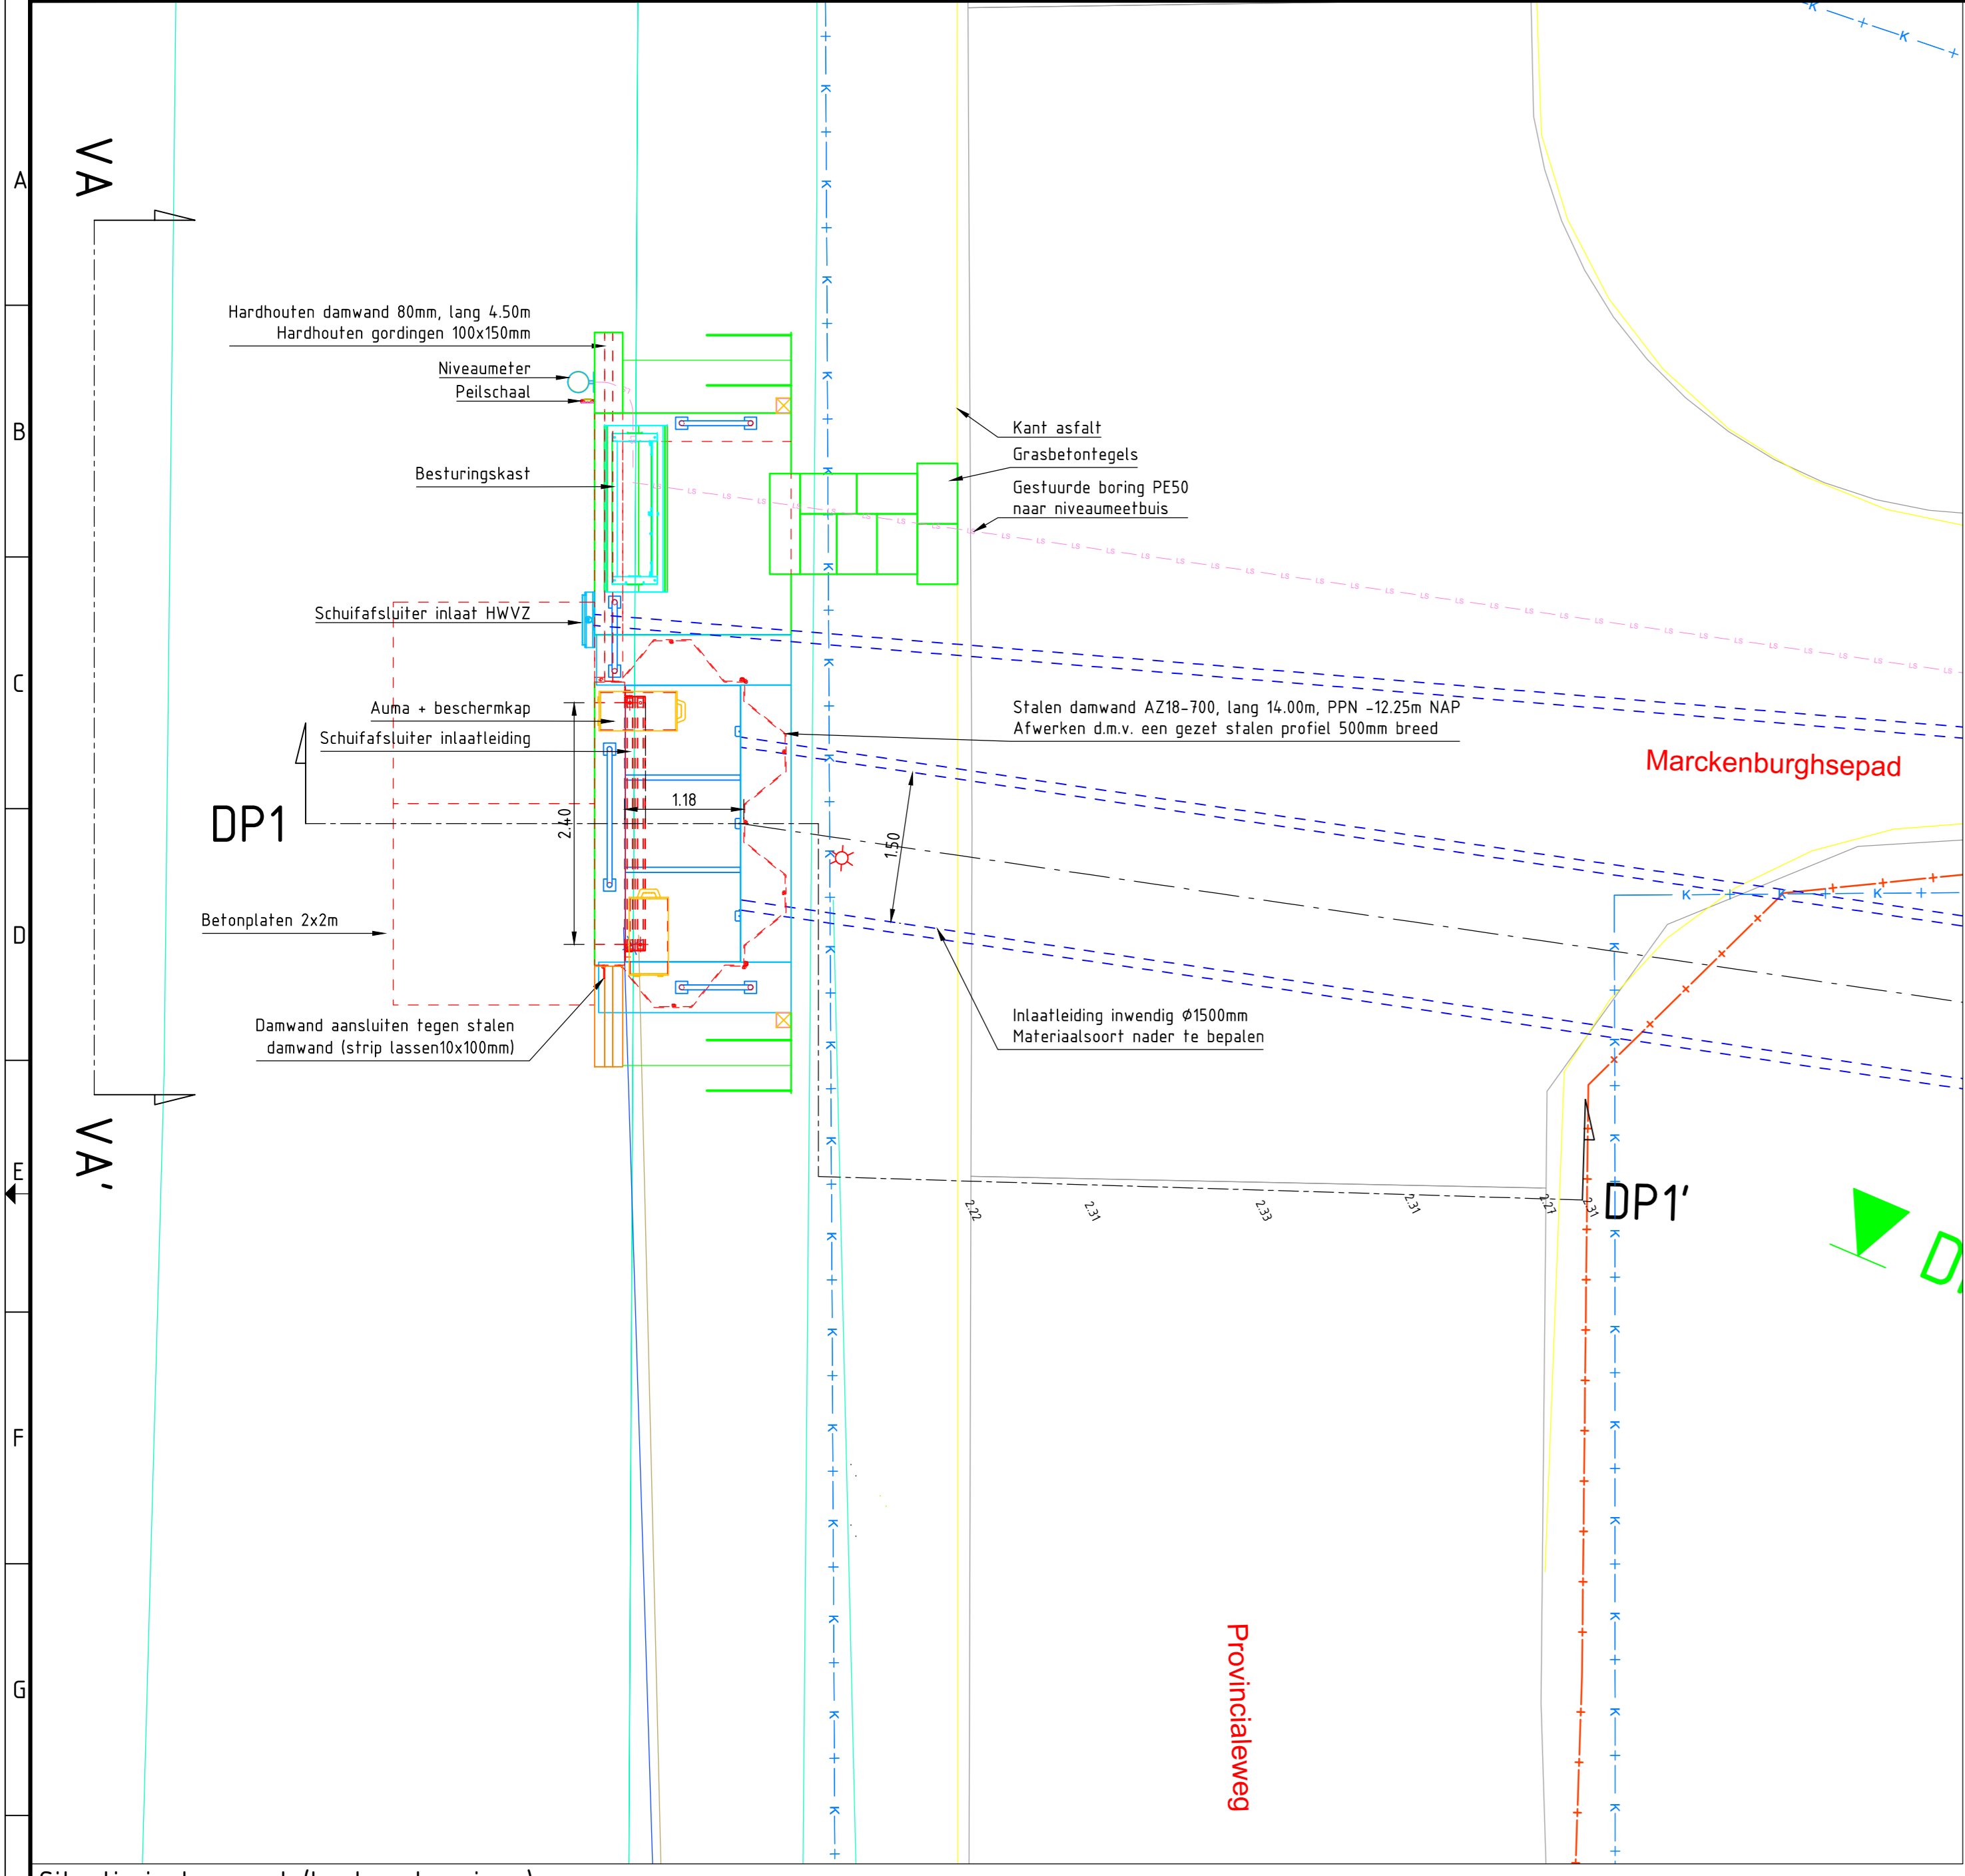 A
B
C
D
E
F
G
VA
VA'
Hardhouten damwand 80mm, lang 4.50m
Hardhouten gordingen 100x150mm
Niveaumeter
Peilschaal
Besturingskast
Schuifafsluiter inlaat HWVZ
Auma + beschermkap
Schuifafsluiter inlaatleiding
DP1
Betonplaten 2x2m
Damwand aansluiten tegen stalen
damwand (strip lassen10x100mm)
2.40
1.18
1.50
Kant asfalt
Grasbetontegels
Gestuurde boring PE50
naar niveaumeetbuis
Stalen damwand AZ18-700, lang 14.00m, PPN -12.25m NAP
Afwerken d.m.v. een gezet stalen profiel 500mm breed
Marckenburghsepad
Inlaatleiding inwendig Ø1500mm
Materiaalsoort nader te bepalen
2.22
2.31
2.33
2.31
2.27
2.31
DP1'
Provincialeweg